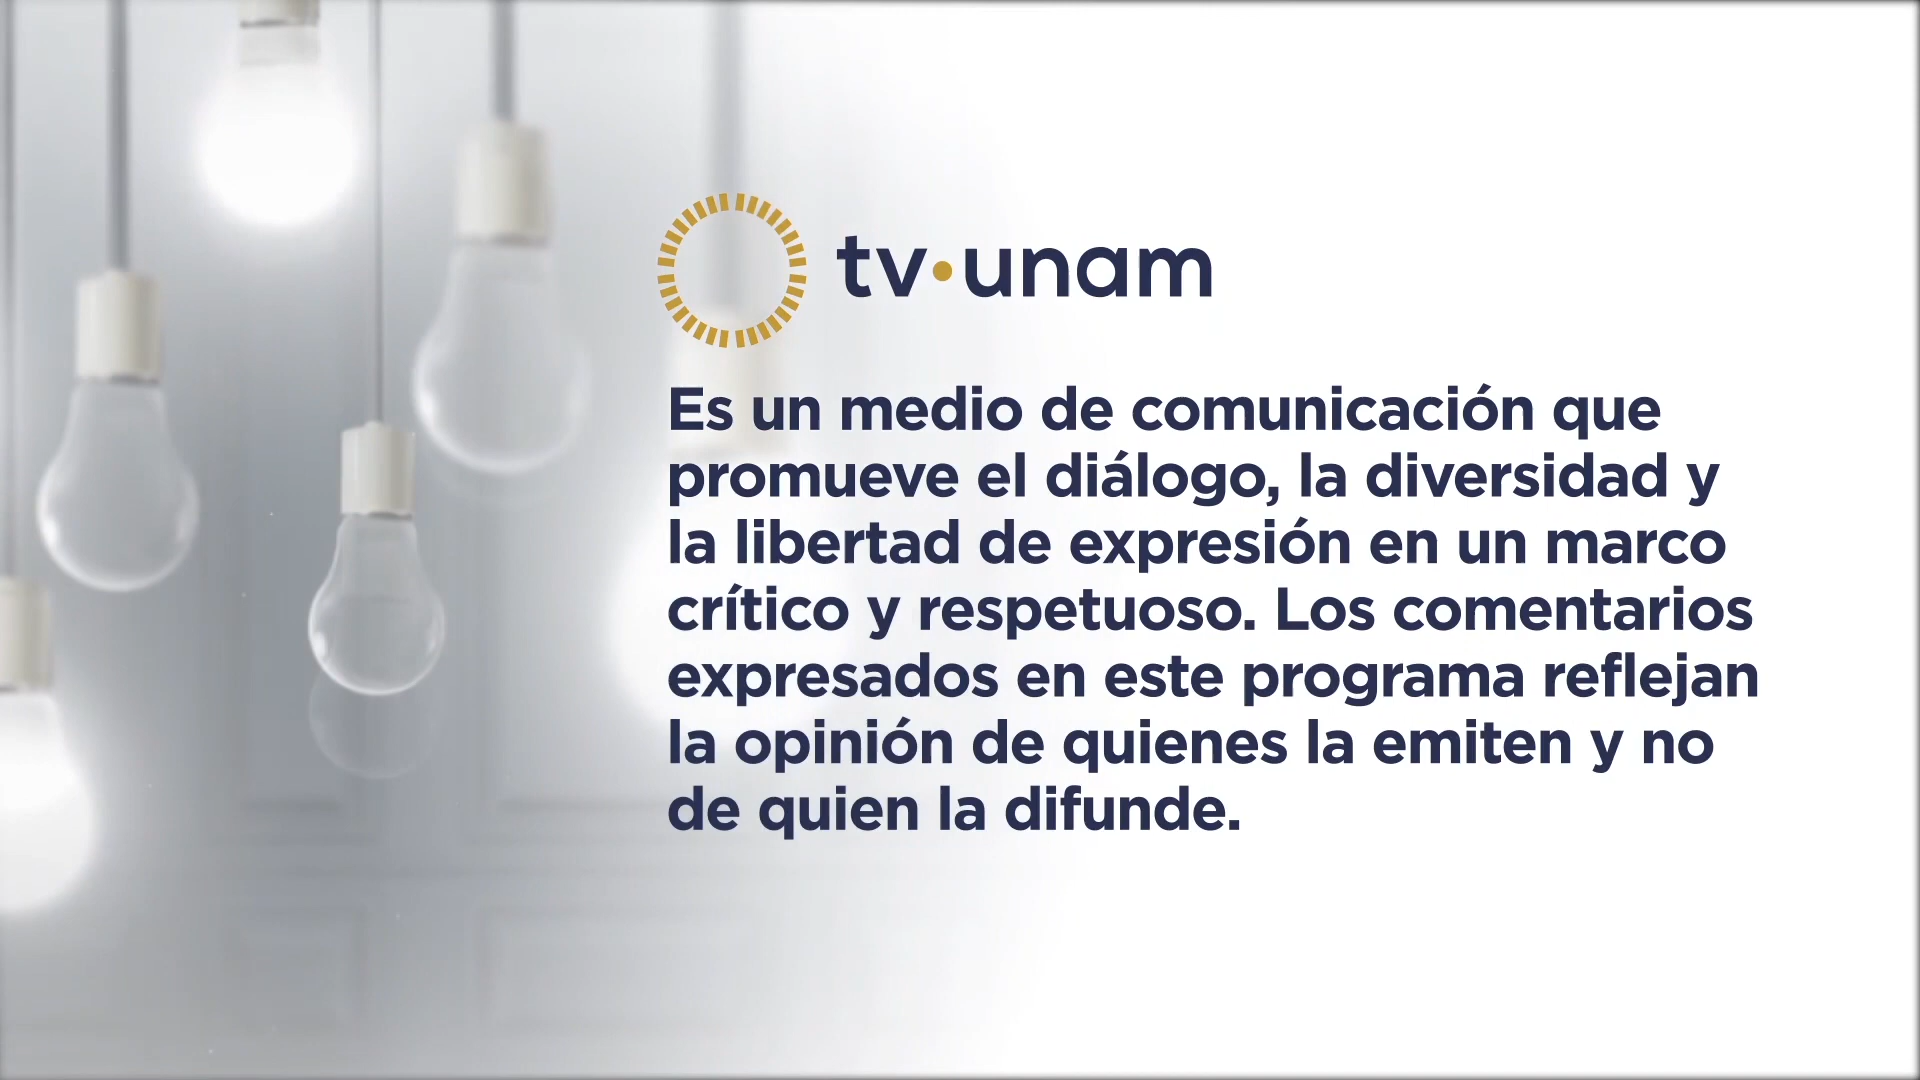 tv·unam
Es un medio de comunicación que
promueve el diálogo, la diversidad y
la libertad de expresión en un marco
crítico y respetuoso. Los comentarios
expresados en este programa reflejan
la opinión de quienes la emiten y no
de quien la difunde.